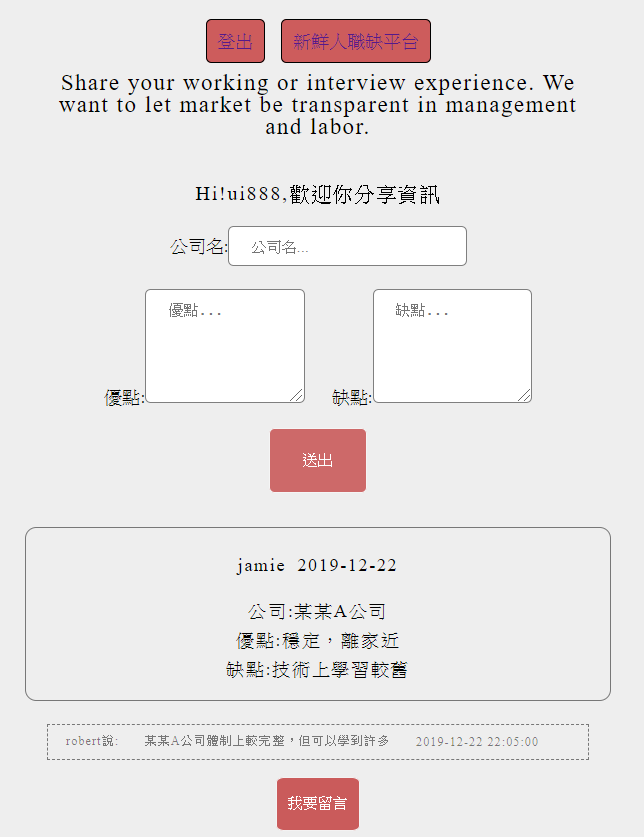 登出 新鮮人職缺平台
Share your working or interview experience. We
want to let market be transparent in management
and labor.
Hi!ui888,歡迎你分享資訊
公司名: 公司名...
優點: 優點... 缺點: 缺點...
送出
jamie 2019-12-22
公司:某某A公司
優點:穩定，離家近
缺點:技術上學習較舊
robert說: 某某A公司體制上較完整，但可以學到許多 2019-12-22 22:05:00
我要留言